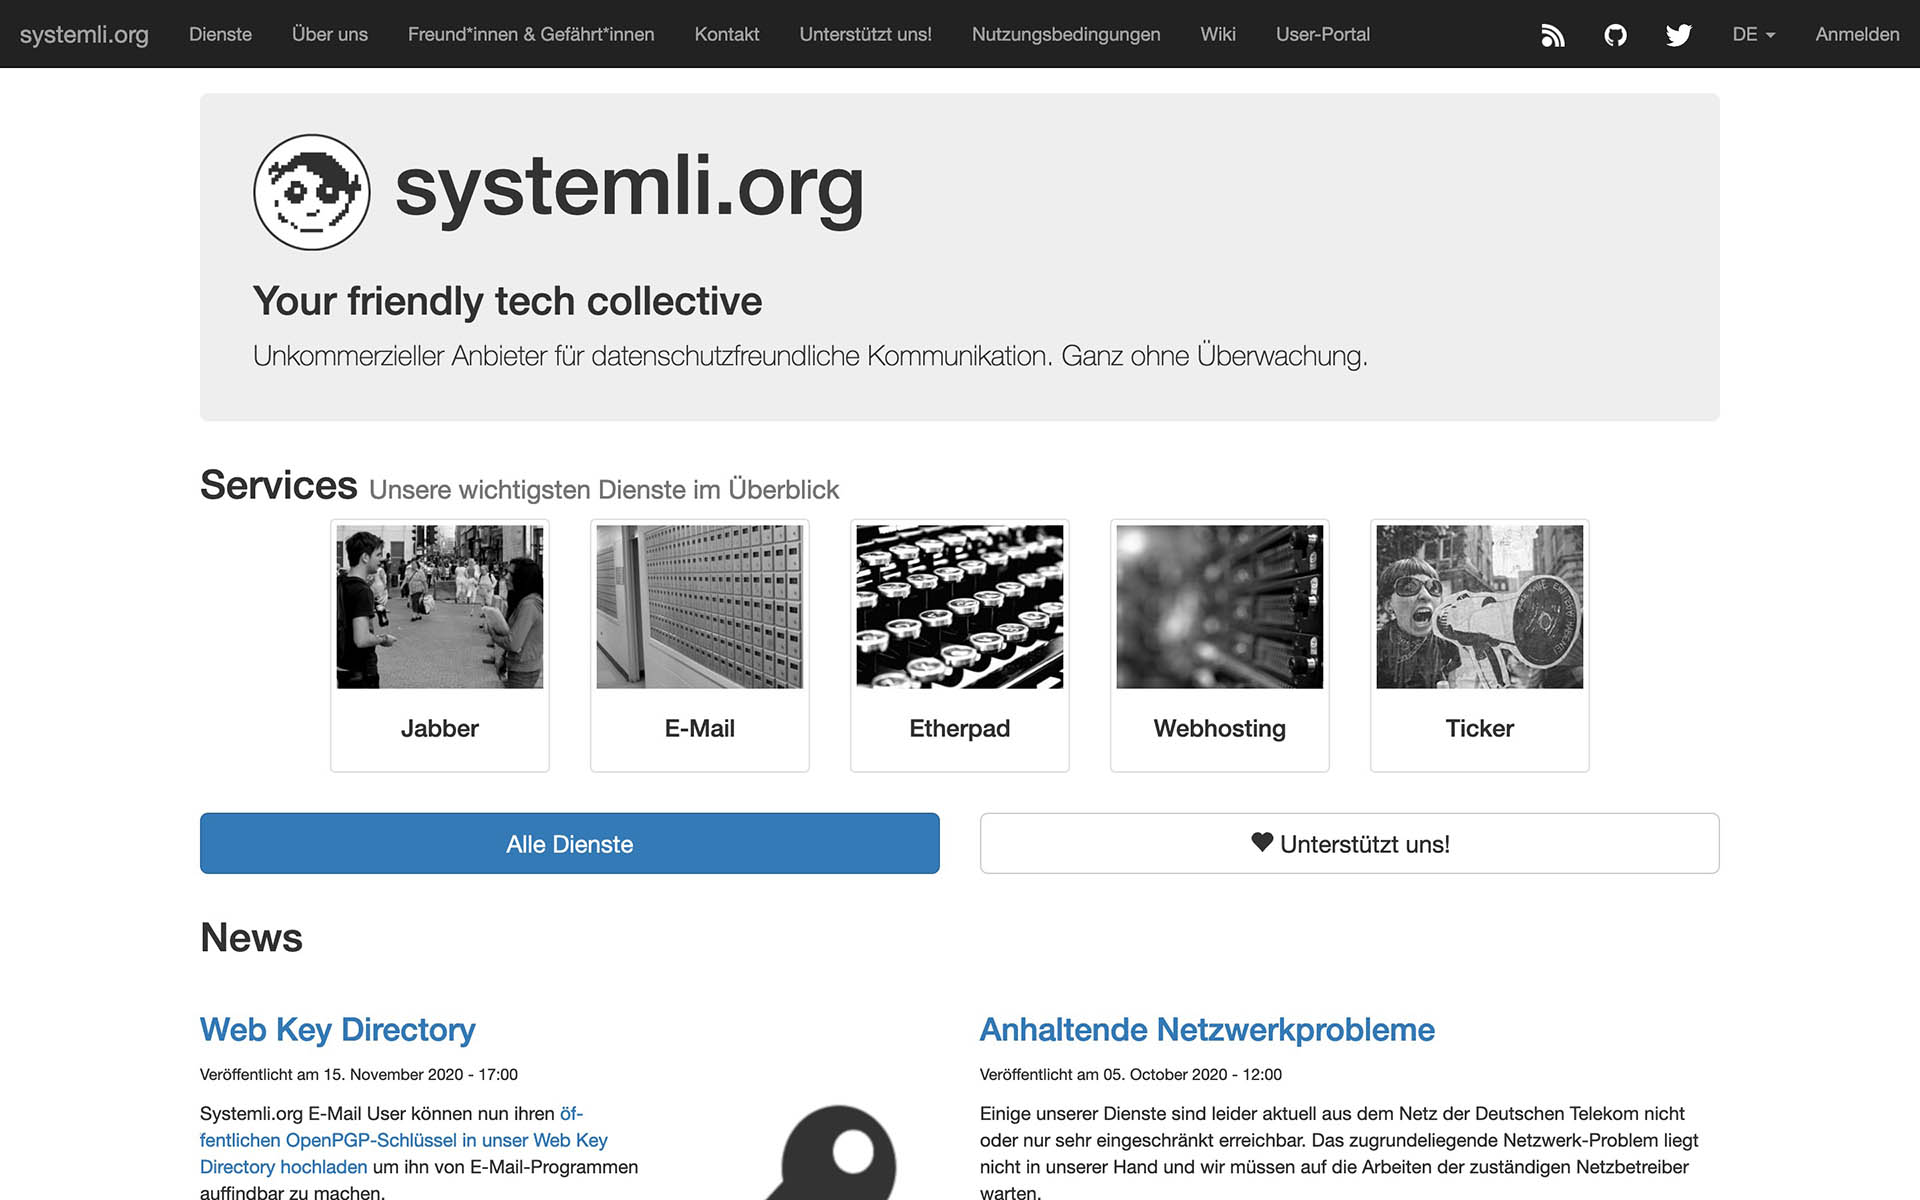 systemli.org Dienste Über uns Freund*innen & Gefährt*innen Kontakt Unterstützt uns! Nutzungsbedingungen Wiki User-Portal DE Anmelden
systemli.org
Your friendly tech collective
Unkommerzieller Anbieter für datenschutzfreundliche Kommunikation. Ganz ohne Überwachung.
Services Unsere wichtigsten Dienste im Überblick
Jabber E-Mail Etherpad Webhosting Ticker
Alle Dienste Unterstützt uns!
News
Web Key Directory
Veröffentlicht am 15. November 2020 - 17:00
Systemli.org E-Mail User können nun ihren öf-
fentlichen OpenPGP-Schlüssel in unser Web Key
Directory hochladen um ihn von E-Mail-Programmen
auffindbar zu machen.
Anhaltende Netzwerkprobleme
Veröffentlicht am 05. October 2020 - 12:00
Einige unserer Dienste sind leider aktuell aus dem Netz der Deutschen Telekom nicht
oder nur sehr eingeschränkt erreichbar. Das zugrundeliegende Netzwerk-Problem liegt
nicht in unserer Hand und wir müssen auf die Arbeiten der zuständigen Netzbetreiber
warten.